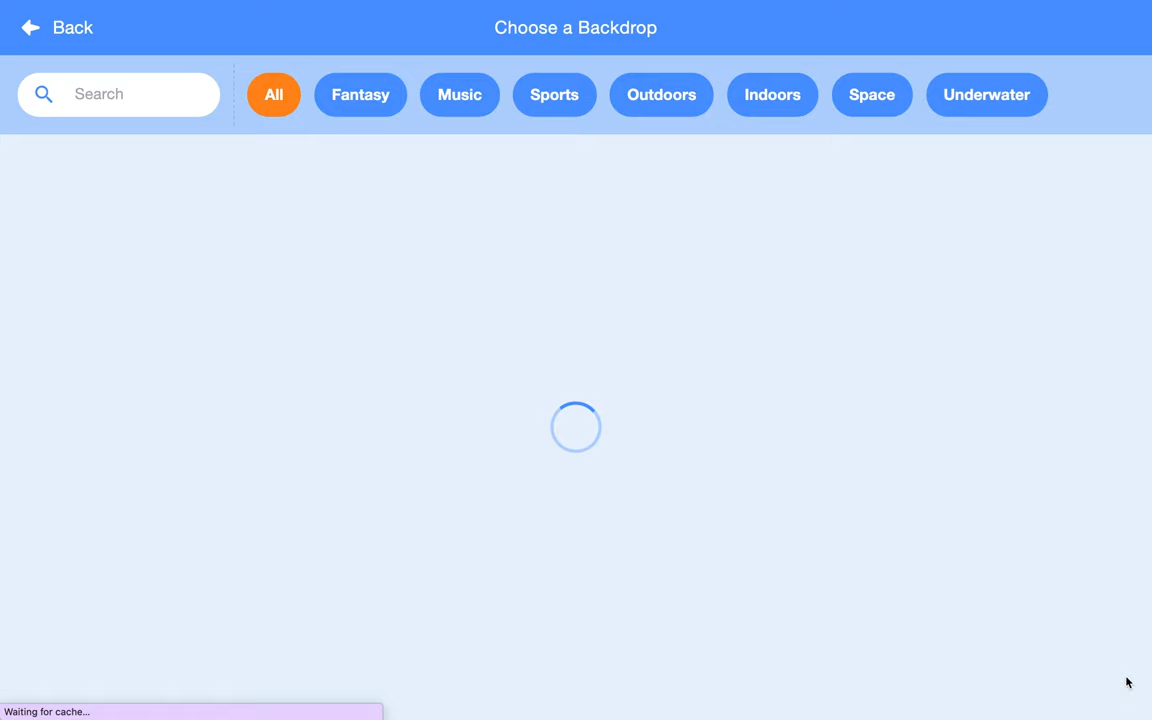 Back
Choose a Backdrop
Search
All
Fantasy
Music
Sports
Outdoors
Indoors
Space
Underwater
Waiting for cache...